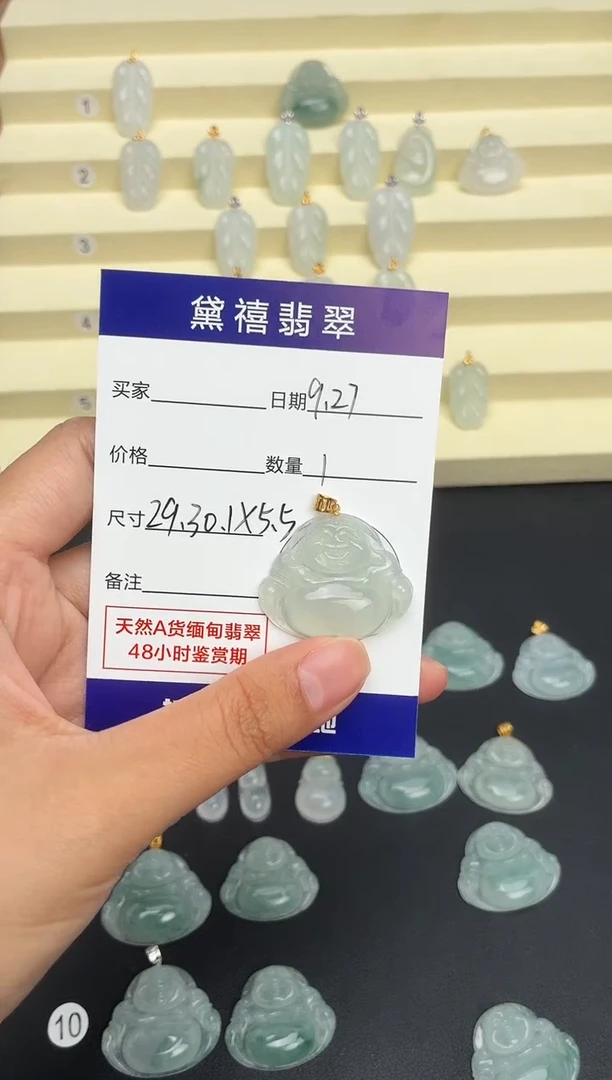 1
2
3
4
5
黛禧翡翠
买家 日期9.27
价格 数量 1
尺寸29.30.1X5.5
备注
天然A货缅甸翡翠
48小时鉴赏期
10